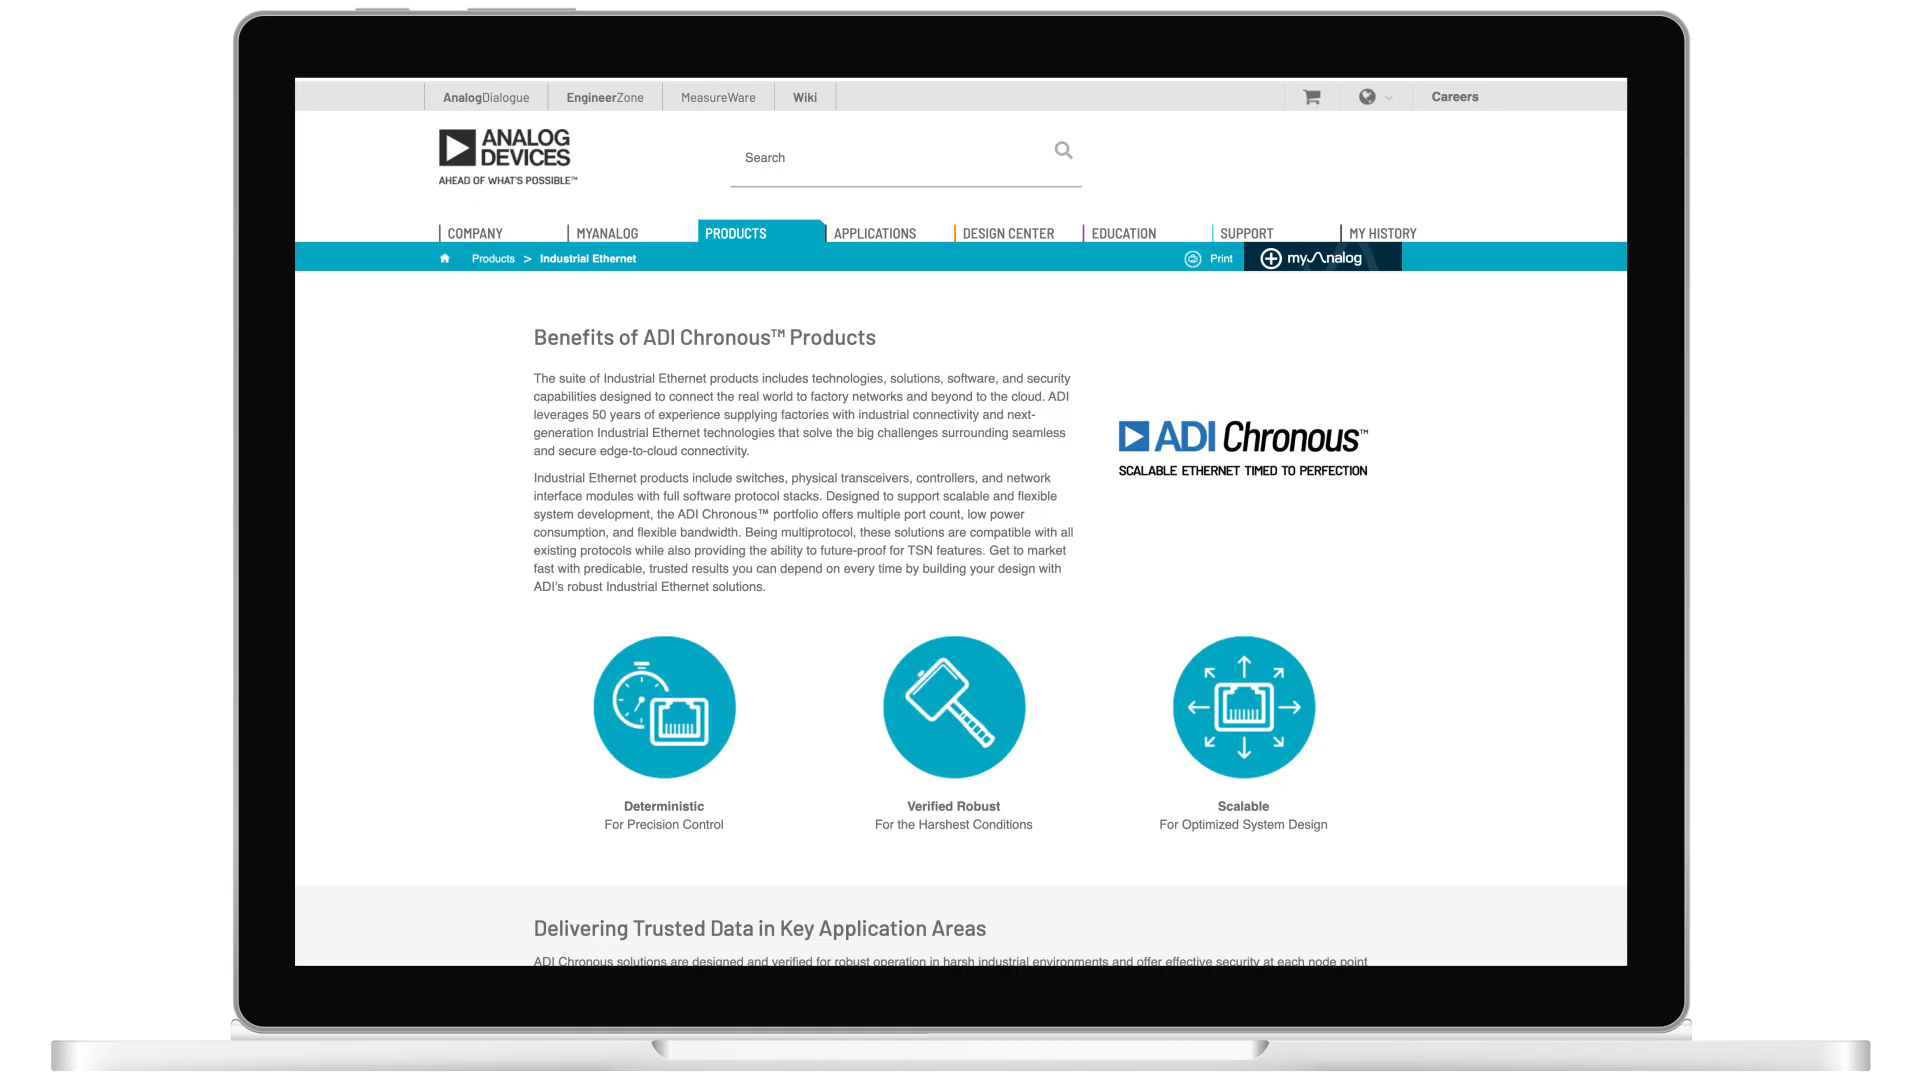 AnalogDialogue EngineerZone MeasureWare Wiki Careers
ANALOG
DEVICES
AHEAD OF WHAT'S POSSIBLE™
Search
COMPANY MYANALOG PRODUCTS APPLICATIONS DESIGN CENTER EDUCATION SUPPORT MY HISTORY
Products > Industrial Ethernet Print myAnalog
Benefits of ADI Chronous™ Products
The suite of Industrial Ethernet products includes technologies, solutions, software, and security
capabilities designed to connect the real world to factory networks and beyond to the cloud. ADI
leverages 50 years of experience supplying factories with industrial connectivity and next-
generation Industrial Ethernet technologies that solve the big challenges surrounding seamless
and secure edge-to-cloud connectivity.
Industrial Ethernet products include switches, physical transceivers, controllers, and network
interface modules with full software protocol stacks. Designed to support scalable and flexible
system development, the ADI Chronous™ portfolio offers multiple port count, low power
consumption, and flexible bandwidth. Being multiprotocol, these solutions are compatible with all
existing protocols while also providing the ability to future-proof for TSN features. Get to market
fast with predicable, trusted results you can depend on every time by building your design with
ADI's robust Industrial Ethernet solutions.
ADI Chronous™
SCALABLE ETHERNET TIMED TO PERFECTION
Deterministic
For Precision Control
Verified Robust
For the Harshest Conditions
Scalable
For Optimized System Design
Delivering Trusted Data in Key Application Areas
ADI Chronous solutions are designed and verified for robust operation in harsh industrial environments and offer effective security at each node point